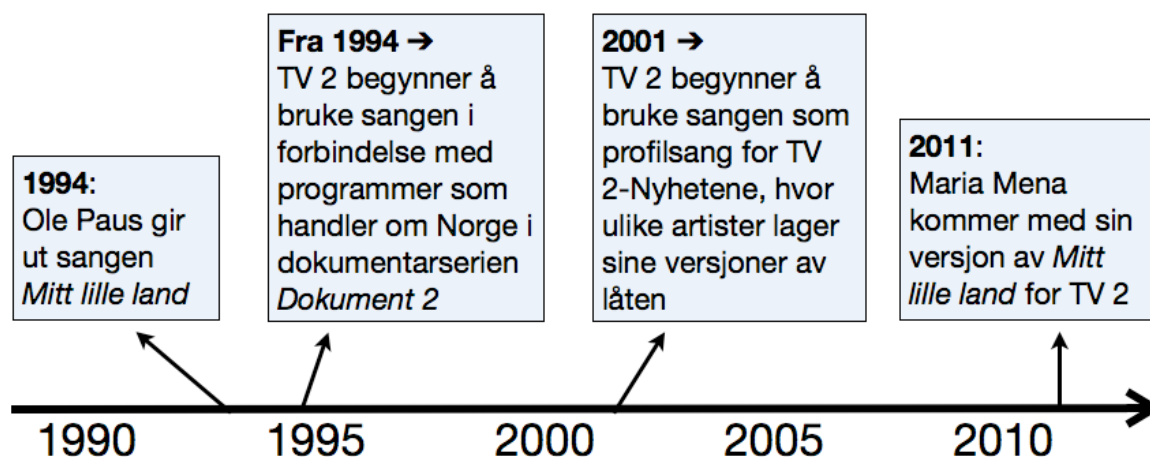 1994:
Ole Paus gir
ut sangen
Mitt lille land
Fra 1994 ➔
TV 2 begynner å
bruke sangen i
forbindelse med
programmer som
handler om Norge i
dokumentarserien
Dokument 2
2001 ➔
TV 2 begynner å
bruke sangen som
profilsang for TV
2-Nyhetene, hvor
ulike artister lager
sine versjoner av
låten
2011:
Maria Mena
kommer med sin
versjon av Mitt
lille land for TV 2
1990 1995 2000 2005 2010